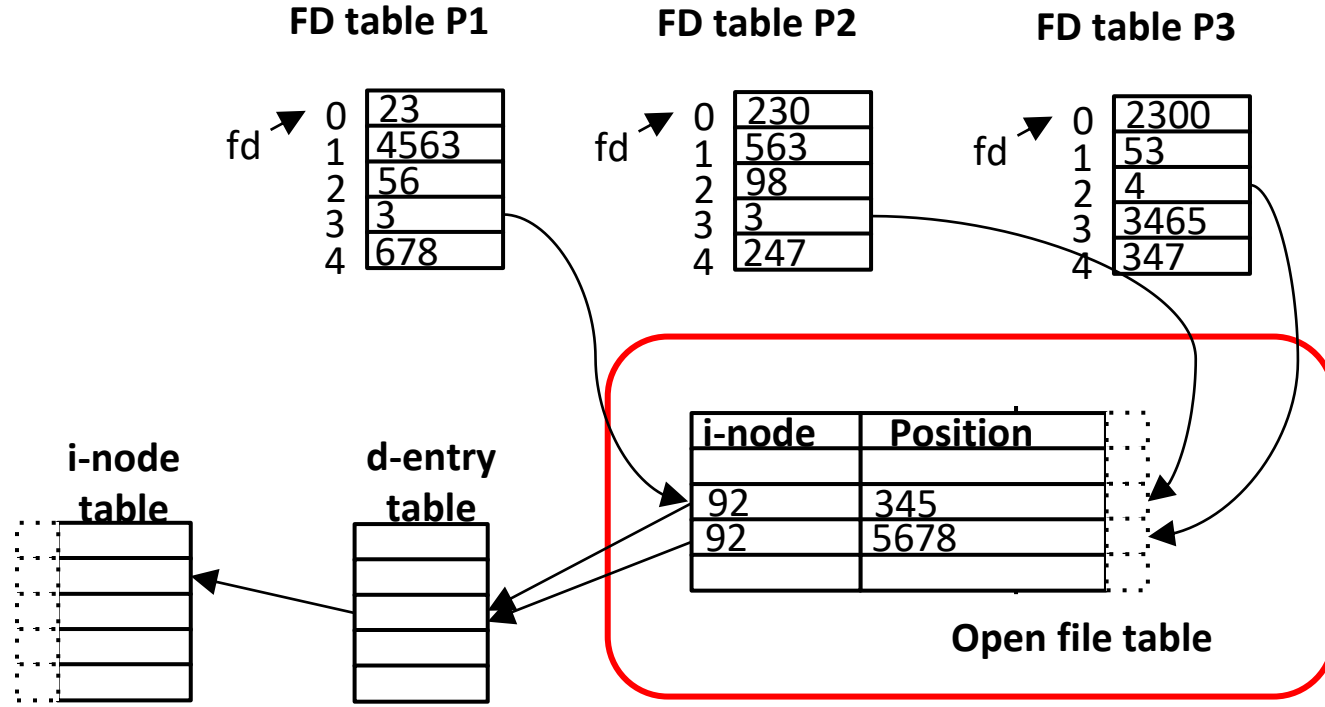 FD table P1
FD table P2
FD table P3
fd
0 23
1 4563
2 56
3 3
4 678
fd
0 230
1 563
2 98
3 3
4 247
fd
0 2300
1 53
2 4
3 3465
4 347
i-node
table
d-entry
table
i-node Position
92 345
92 5678
Open file table